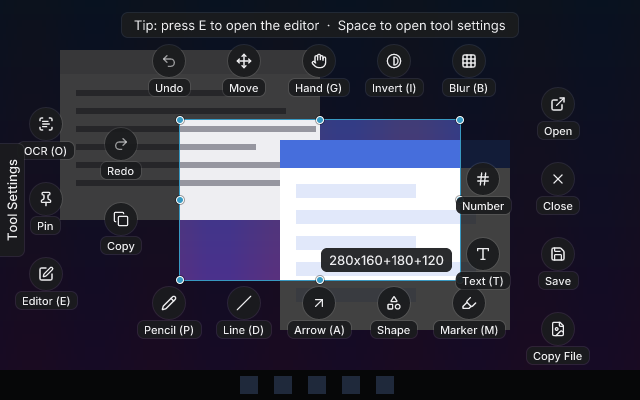 Tip: press E to open the editor · Space to open tool settings
Undo
Move
Hand (G)
Invert (I)
Blur (B)
Open
OCR (O)
Redo
Tool Settings
Number
Close
Pin
Copy
280x160+180+120
Text (T)
Save
Editor (E)
Pencil (P)
Line (D)
Arrow (A)
Shape
Marker (M)
Copy File